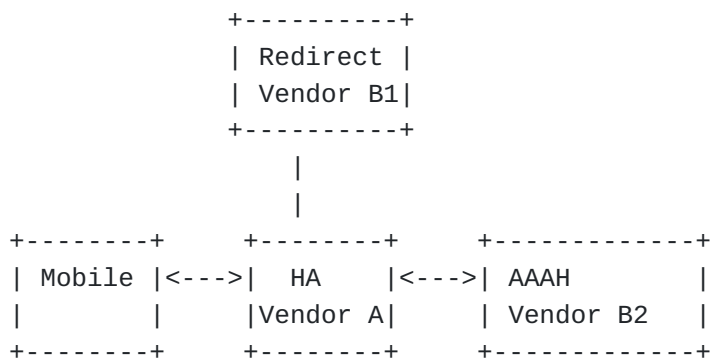 +----------+
| Redirect |
| Vendor B1|
+----------+
|
|
+--------+ +--------+ +-------------+
| Mobile |<--->| HA |<--->| AAAH |
| | |Vendor A| | Vendor B2 |
+--------+ +--------+ +-------------+